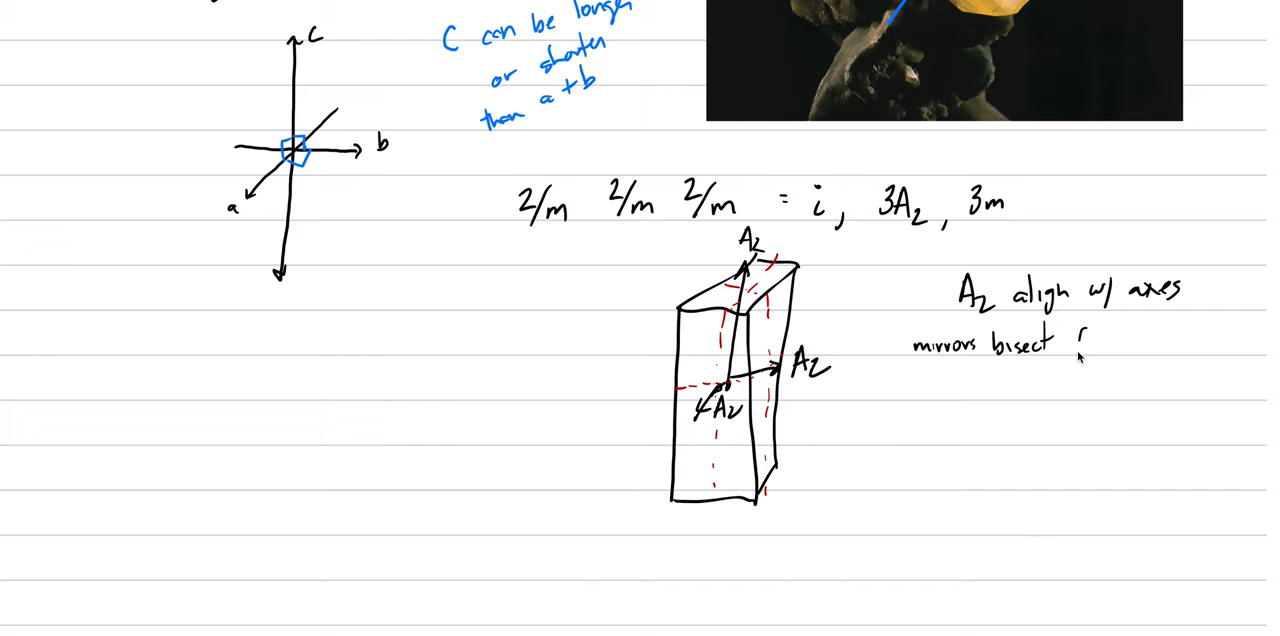 C can be longer
or shorter
than a + b
c
b
a
2/m 2/m 2/m = i, 3A2, 3m
A2
A2
A2
A2 align w/ axes
mirrors bisect r